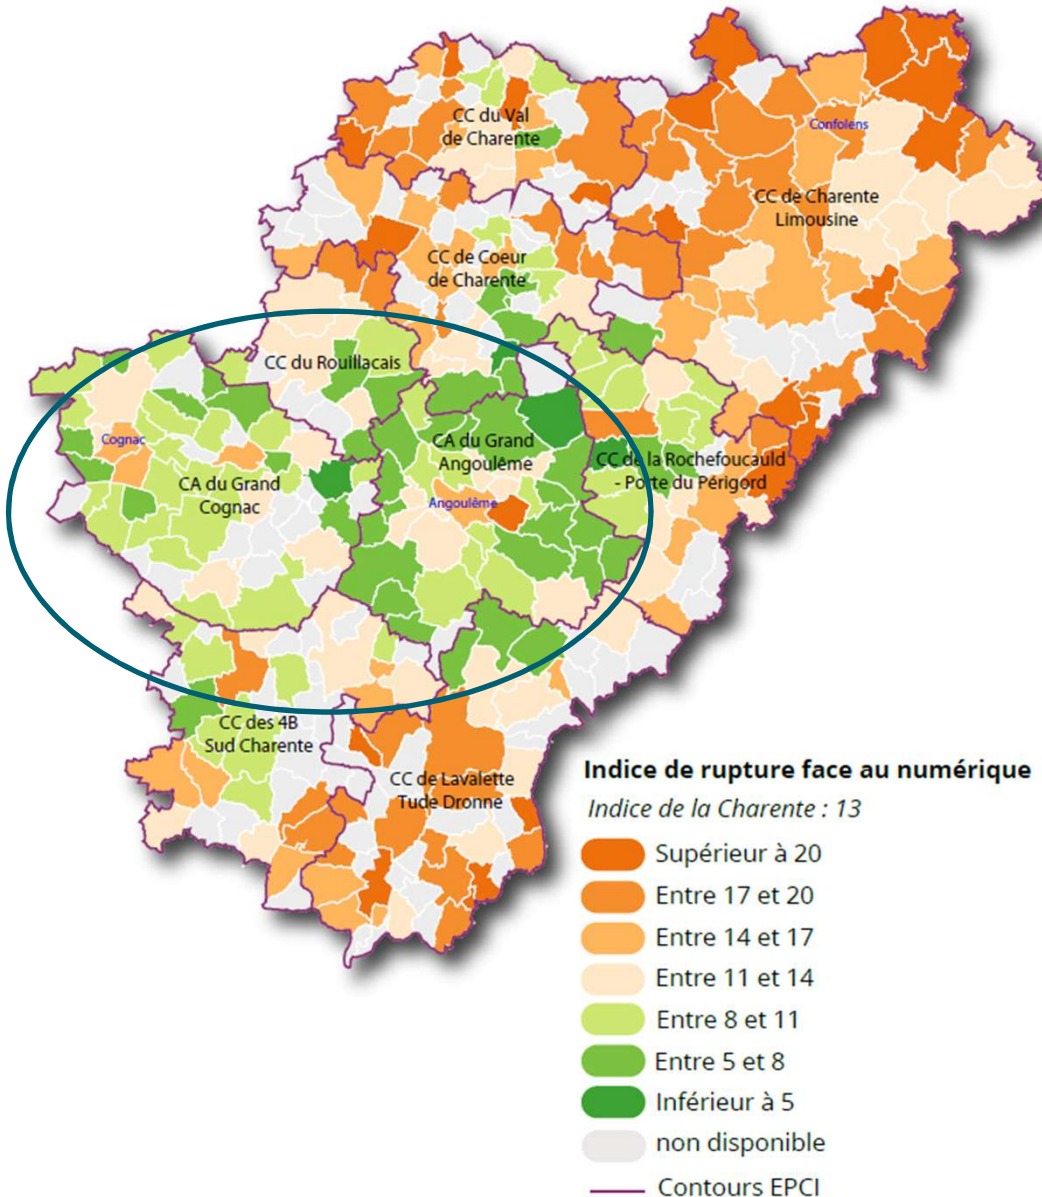 CC du Val
de Charente
Confolens
CC de Charente
Limousine
CC de Coeur
de Charente
CC du Rouillacais
Cognac
CA du Grand
Cognac
CA du Grand
Angoulême
Angoulême
CC de la Rochefoucauld
- Porte du Périgord
CC des 4B
Sud Charente
CC de Lavalette
Tude Dronne
Indice de rupture face au numérique
Indice de la Charente : 13
Supérieur à 20
Entre 17 et 20
Entre 14 et 17
Entre 11 et 14
Entre 8 et 11
Entre 5 et 8
Inférieur à 5
non disponible
Contours EPCI